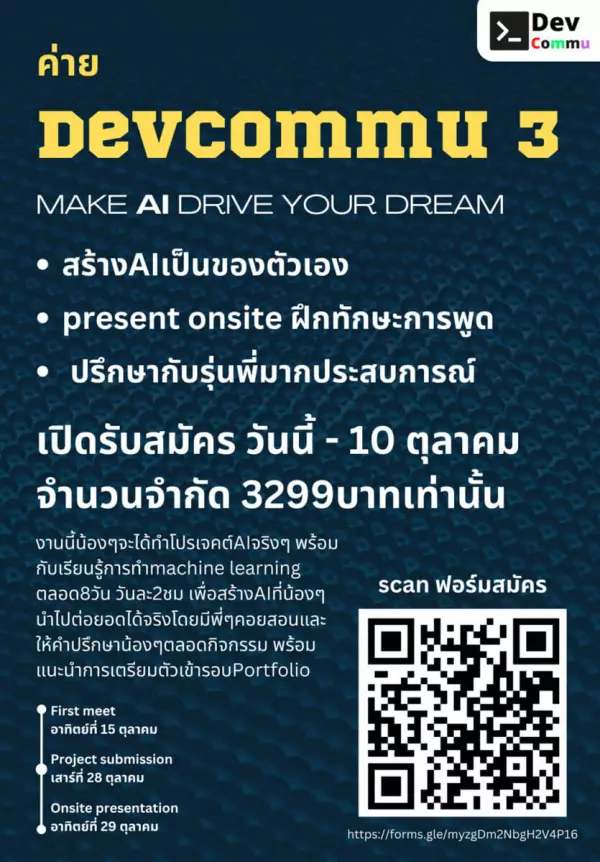 Dev
Commu
ค่าย
DEVCOMMU 3
MAKE AI DRIVE YOUR DREAM
• สร้างAIเป็นของตัวเอง
• present onsite ฝึกทักษะการพูด
• ปรึกษากับรุ่นพี่มากประสบการณ์
เปิดรับสมัคร วันนี้ - 10 ตุลาคม
จำนวนจำกัด 3299บาทเท่านั้น
งานนี้น้องๆจะได้ทำโปรเจคต์AIจริงๆ พร้อม
กับเรียนรู้การทำmachine learning
ตลอด8วัน วันละ2ชม เพื่อสร้างAIที่น้องๆ
นำไปต่อยอดได้จริงโดยมีพี่ๆคอยสอนและ
ให้คำปรึกษาน้องๆตลอดกิจกรรม พร้อม
แนะนำการเตรียมตัวเข้ารอบPortfolio
scan ฟอร์มสมัคร
First meet
อาทิตย์ที่ 15 ตุลาคม
Project submission
เสาร์ที่ 28 ตุลาคม
Onsite presentation
อาทิตย์ที่ 29 ตุลาคม
https://forms.gle/myzgDm2NbgH2V4P16